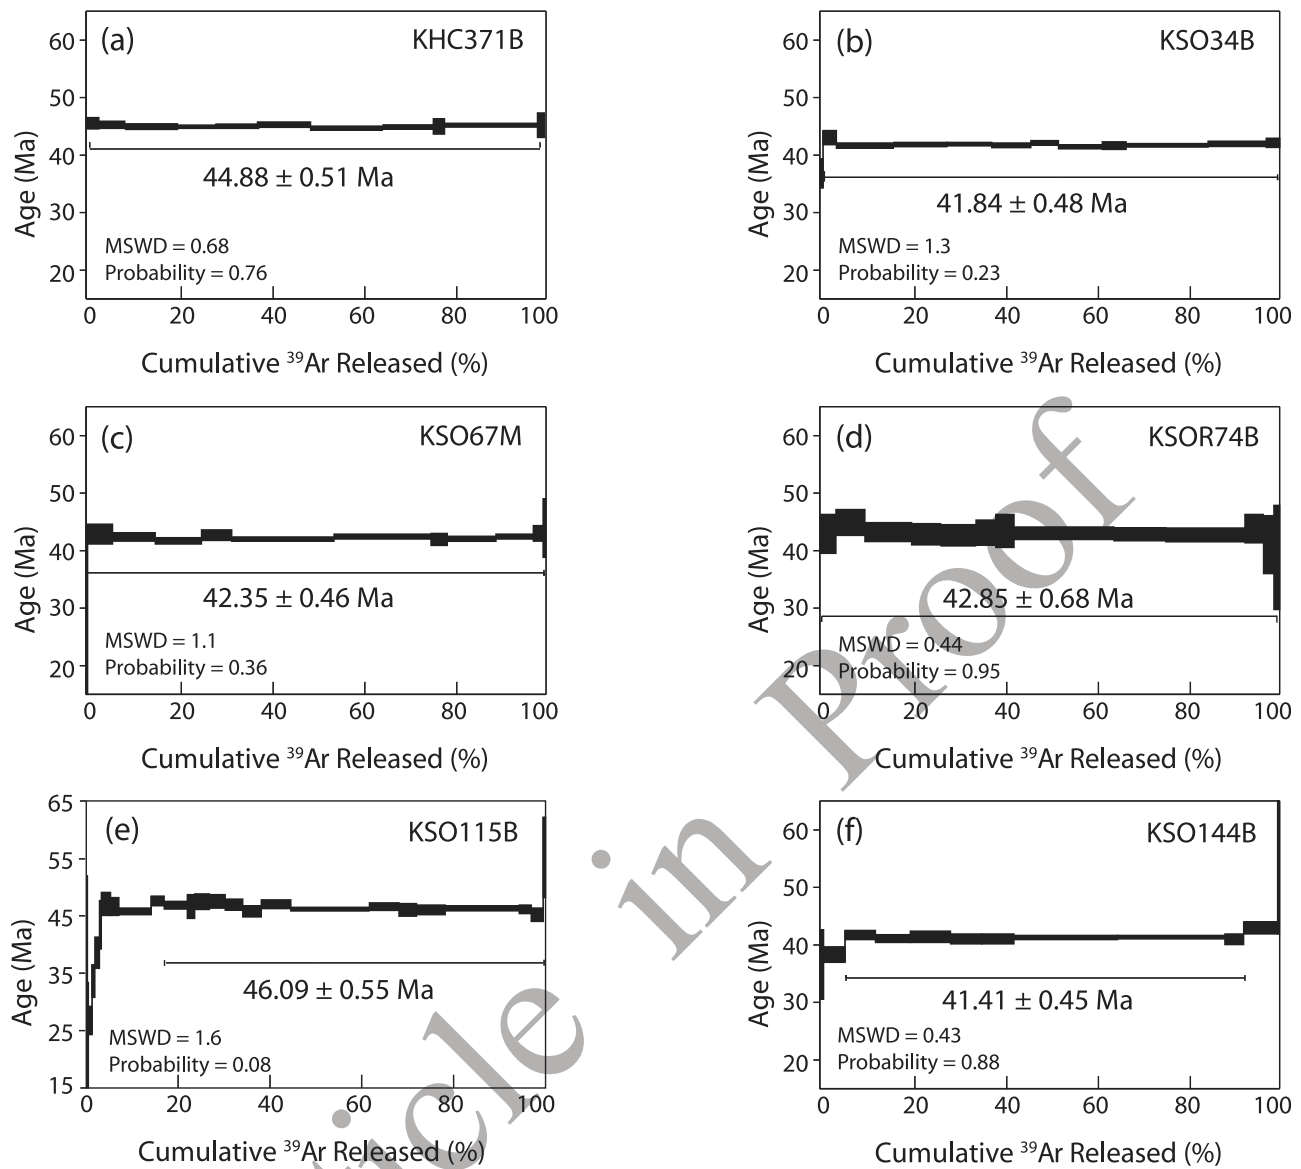 (a) KHC371B
60
50
40
30
20
Age (Ma)
44.88 ± 0.51 Ma
MSWD = 0.68
Probability = 0.76
0 20 40 60 80 100
Cumulative ³⁹Ar Released (%)
(b) KSO34B
60
50
40
30
20
Age (Ma)
41.84 ± 0.48 Ma
MSWD = 1.3
Probability = 0.23
0 20 40 60 80 100
Cumulative ³⁹Ar Released (%)
(c) KSO67M
60
50
40
30
20
Age (Ma)
42.35 ± 0.46 Ma
MSWD = 1.1
Probability = 0.36
0 20 40 60 80 100
Cumulative ³⁹Ar Released (%)
(d) KSOR74B
60
50
40
30
20
Age (Ma)
42.85 ± 0.68 Ma
MSWD = 0.44
Probability = 0.95
0 20 40 60 80 100
Cumulative ³⁹Ar Released (%)
(e) KSO115B
65
55
45
35
25
15
Age (Ma)
46.09 ± 0.55 Ma
MSWD = 1.6
Probability = 0.08
0 20 40 60 80 100
Cumulative ³⁹Ar Released (%)
(f) KSO144B
60
50
40
30
20
Age (Ma)
41.41 ± 0.45 Ma
MSWD = 0.43
Probability = 0.88
0 20 40 60 80 100
Cumulative ³⁹Ar Released (%)
ticle in Proof